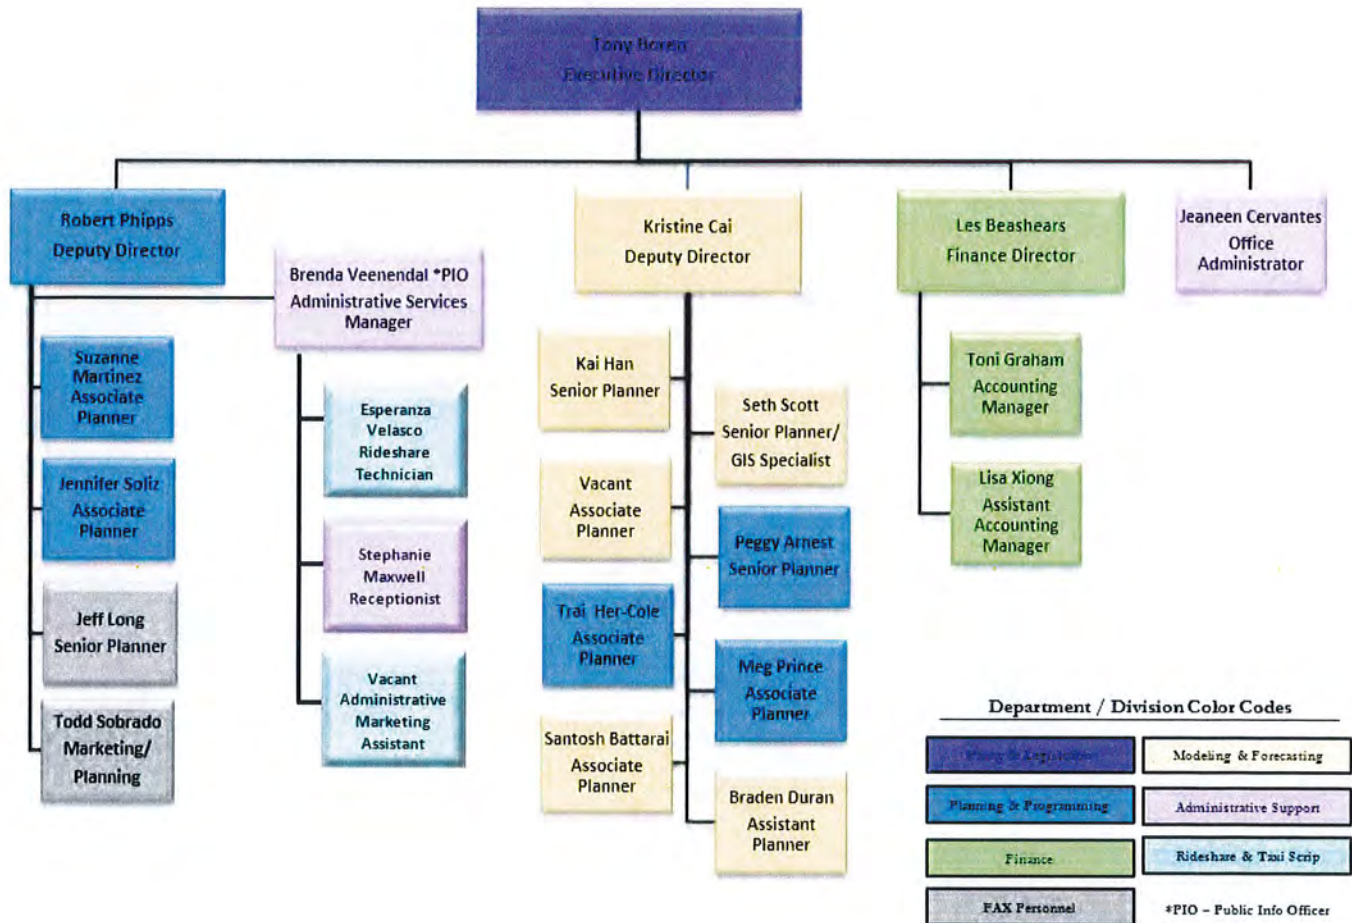 Tony Boren
Executive Director
Robert Phipps
Deputy Director
Brenda Veenendal *PIO
Administrative Services
Manager
Kristine Cai
Deputy Director
Les Beashears
Finance Director
Jeaneen Cervantes
Office
Administrator
Suzanne
Martinez
Associate
Planner
Jennifer Soliz
Associate
Planner
Jeff Long
Senior Planner
Todd Sobrado
Marketing/
Planning
Esperanza
Velasco
Rideshare
Technician
Stephanie
Maxwell
Receptionist
Vacant
Administrative
Marketing
Assistant
Kai Han
Senior Planner
Seth Scott
Senior Planner/
GIS Specialist
Vacant
Associate
Planner
Peggy Arnest
Senior Planner
Trai Her-Cole
Associate
Planner
Meg Prince
Associate
Planner
Santosh Battarai
Associate
Planner
Braden Duran
Assistant
Planner
Toni Graham
Accounting
Manager
Lisa Xiong
Assistant
Accounting
Manager
Department / Division Color Codes
Policy & Legislation
Modeling & Forecasting
Planning & Programming
Administrative Support
Finance
Rideshare & Taxi Scrip
FAX Personnel
*PIO – Public Info Officer